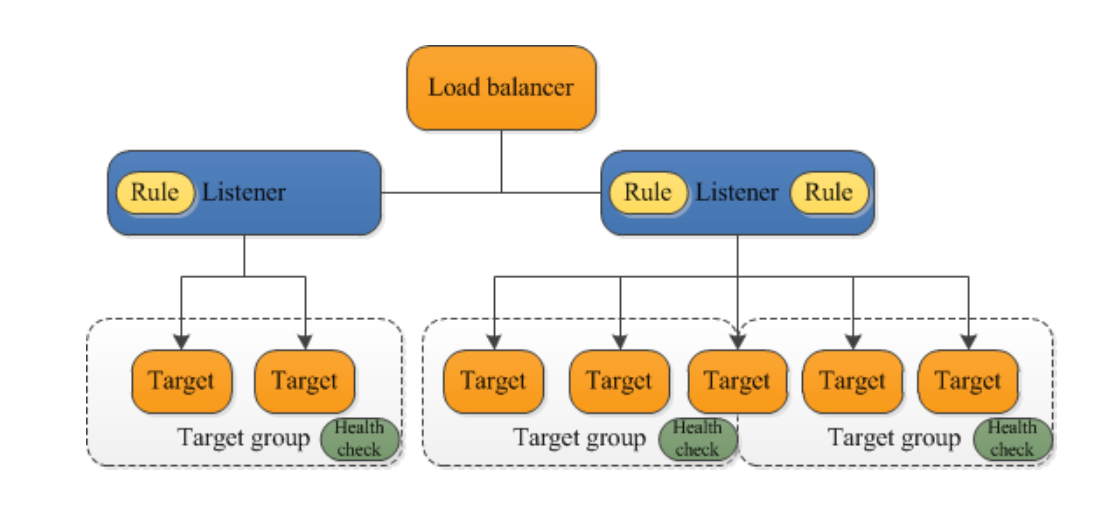 Load balancer
Rule Listener
Rule Listener Rule
Target Target
Target Target Target Target Target
Target group Health
check
Target group Health
check
Target group Health
check